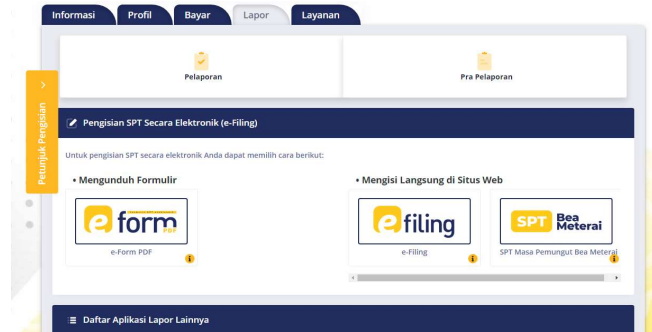 Informasi Profil Bayar Lapor Layanan
Pelaporan Pra Pelaporan
Petunjuk Pengisian
Pengisian SPT Secara Elektronik (e-Filing)
Untuk pengisian SPT secara elektronik Anda dapat memilih cara berikut:
• Mengunduh Formulir
e form
PDF
e-Form PDF
• Mengisi Langsung di Situs Web
e filing
e-Filing
SPT Bea Meterai
SPT Masa Pemungut Bea Meterai
Daftar Aplikasi Lapor Lainnya